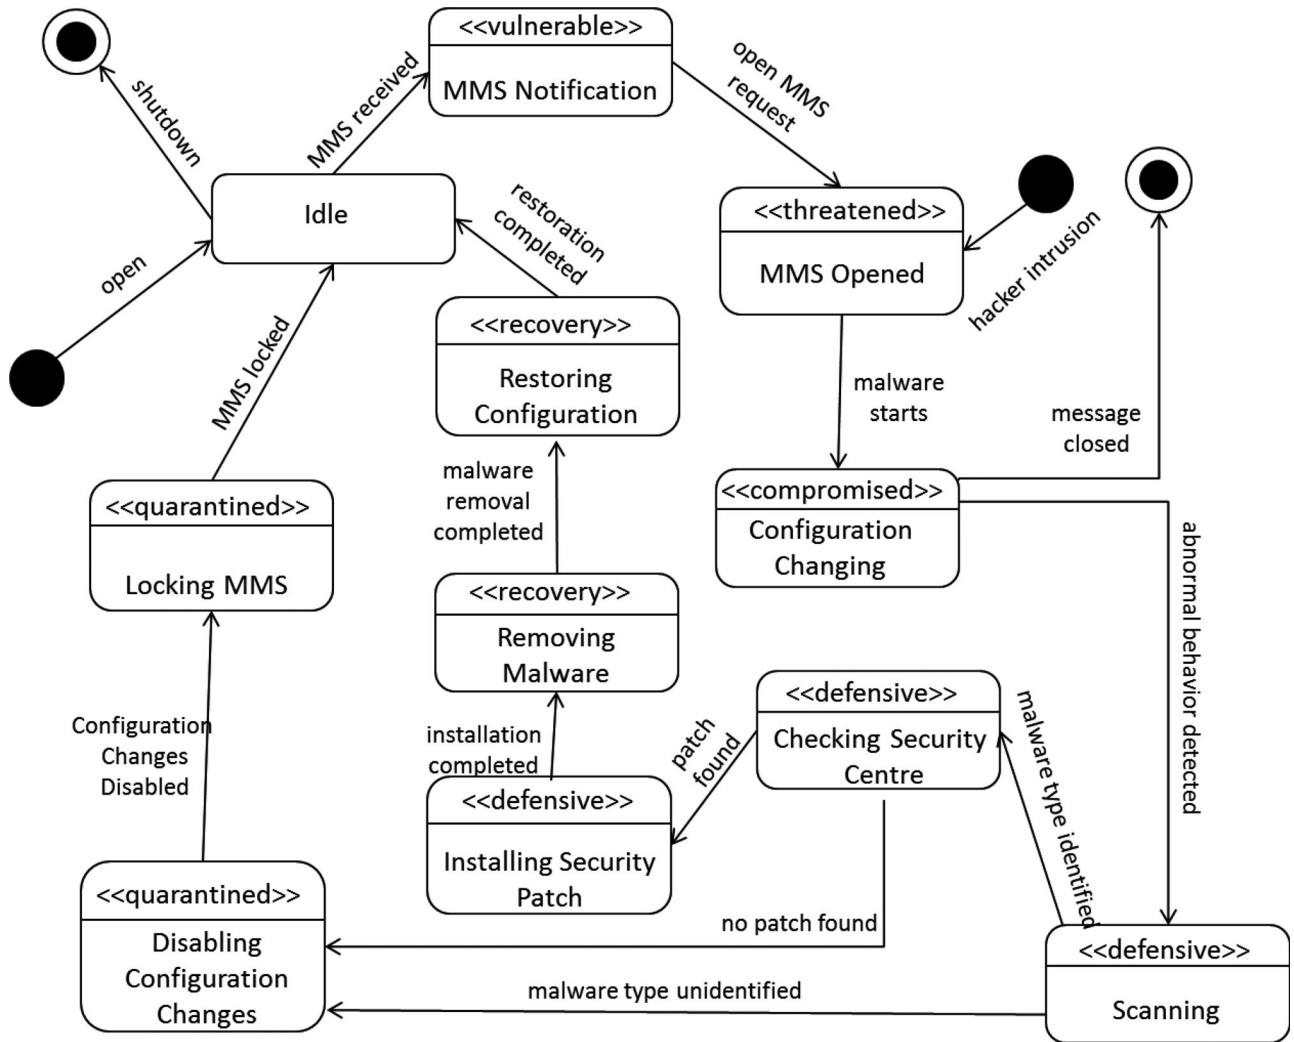 <<vulnerable>>
MMS Notification
shutdown
MMS received
open MMS
request
Idle
restoration
completed
<<threatened>>
MMS Opened
hacker intrusion
open
MMS locked
<<recovery>>
Restoring
Configuration
malware
starts
message
closed
malware
removal
completed
<<compromised>>
Configuration
Changing
<<quarantined>>
Locking MMS
<<recovery>>
Removing
Malware
abnormal behavior detected
Configuration
Changes
Disabled
installation
completed
patch
found
<<defensive>>
Checking Security
Centre
malware type identified
<<defensive>>
Installing Security
Patch
<<quarantined>>
Disabling
Configuration
Changes
no patch found
malware type unidentified
<<defensive>>
Scanning